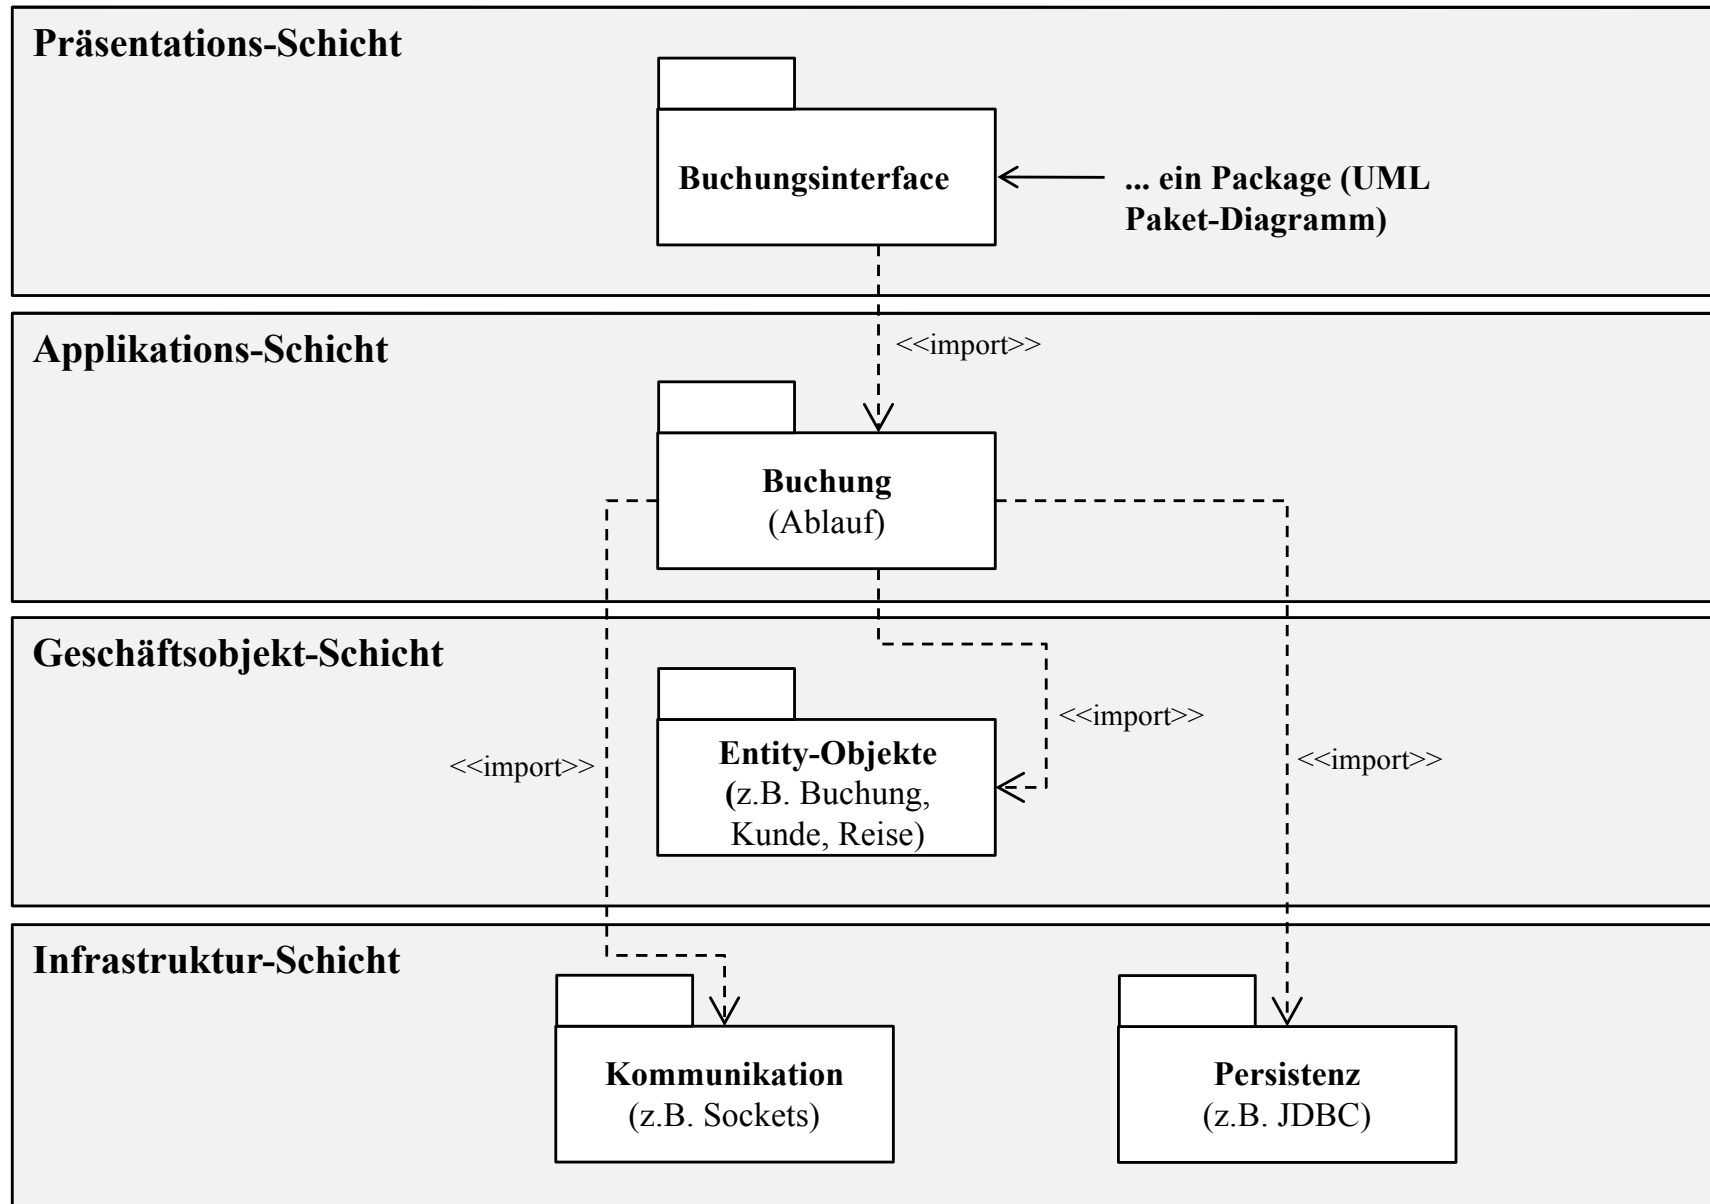 Präsentations-Schicht
Buchungsinterface
... ein Package (UML
Paket-Diagramm)
Applikations-Schicht
<<import>>
Buchung
(Ablauf)
Geschäftsobjekt-Schicht
<<import>>
Entity-Objekte
(z.B. Buchung,
Kunde, Reise)
<<import>>
<<import>>
Infrastruktur-Schicht
Kommunikation
(z.B. Sockets)
Persistenz
(z.B. JDBC)